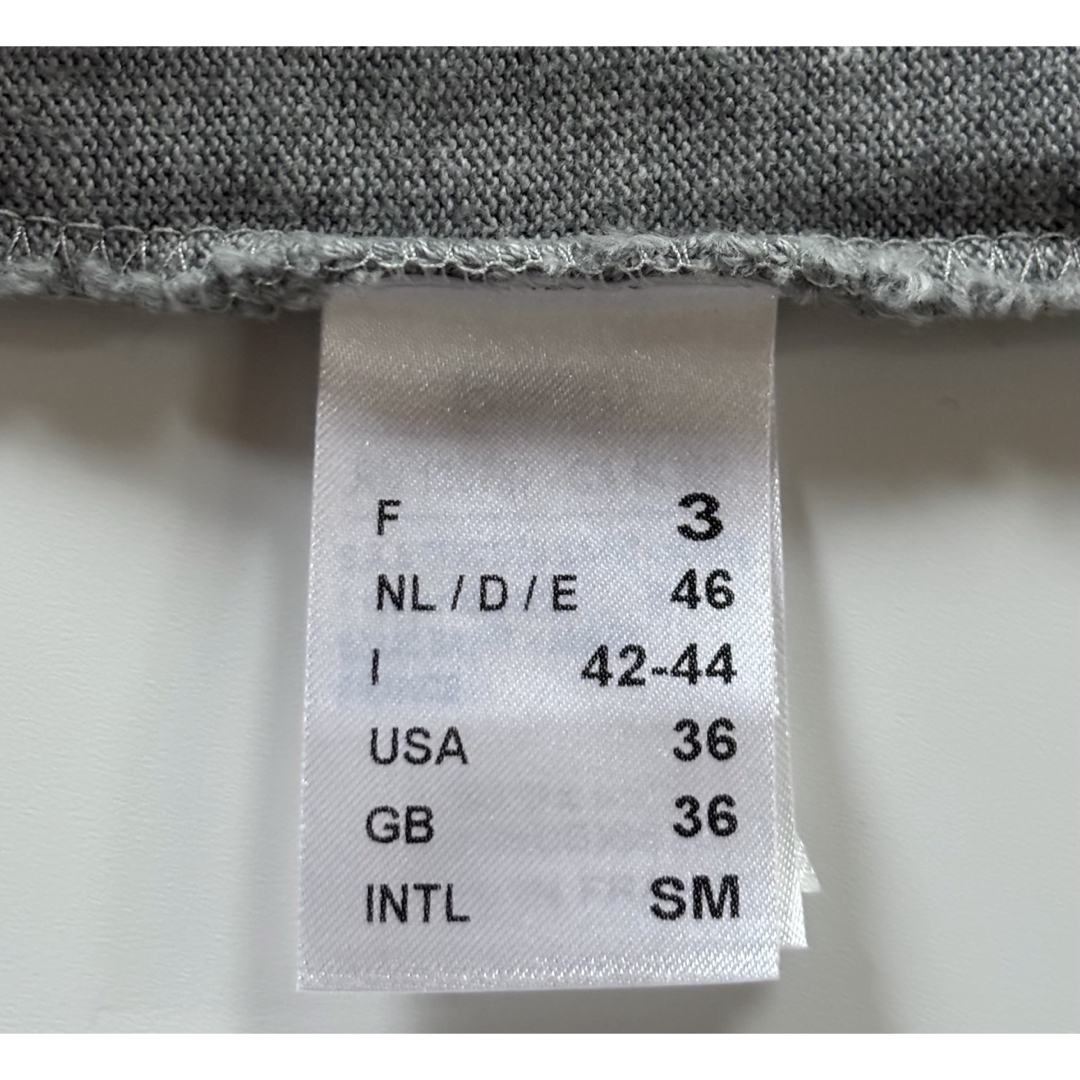 F 3
NL / D / E 46
I 42-44
USA 36
GB 36
INTL SM